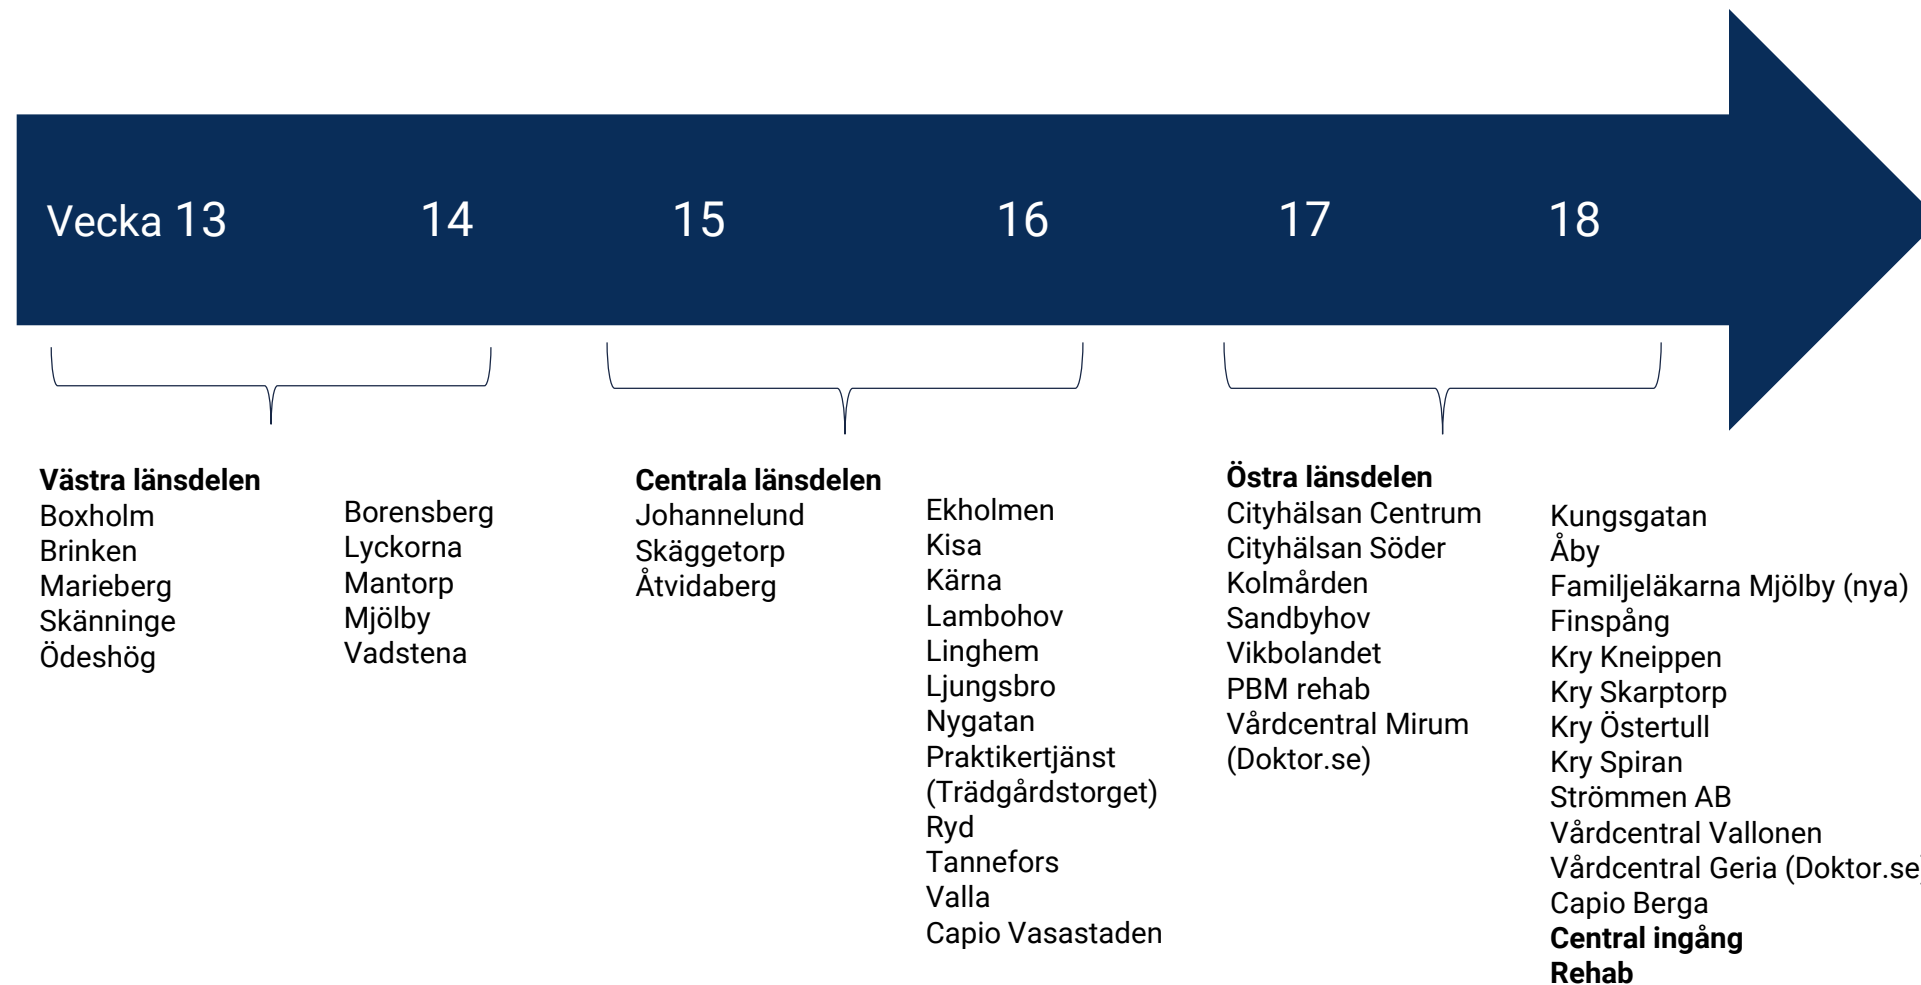 Vecka 13 14 15 16 17 18
Västra länsdelen
Boxholm
Brinken
Marieberg
Skänninge
Ödeshög
Borensberg
Lyckorna
Mantorp
Mjölby
Vadstena
Centrala länsdelen
Johannelund
Skäggetorp
Åtvidaberg
Ekholmen
Kisa
Kärna
Lambohov
Linghem
Ljungsbro
Nygatan
Praktikertjänst
(Trädgårdstorget)
Ryd
Tannefors
Valla
Capio Vasastaden
Östra länsdelen
Cityhälsan Centrum
Cityhälsan Söder
Kolmården
Sandbyhov
Vikbolandet
PBM rehab
Vårdcentral Mirum
(Doktor.se)
Kungsgatan
Åby
Familjeläkarna Mjölby (nya)
Finspång
Kry Kneippen
Kry Skarptorp
Kry Östertull
Kry Spiran
Strömmen AB
Vårdcentral Vallonen
Vårdcentral Geria (Doktor.se)
Capio Berga
Central ingång
Rehab